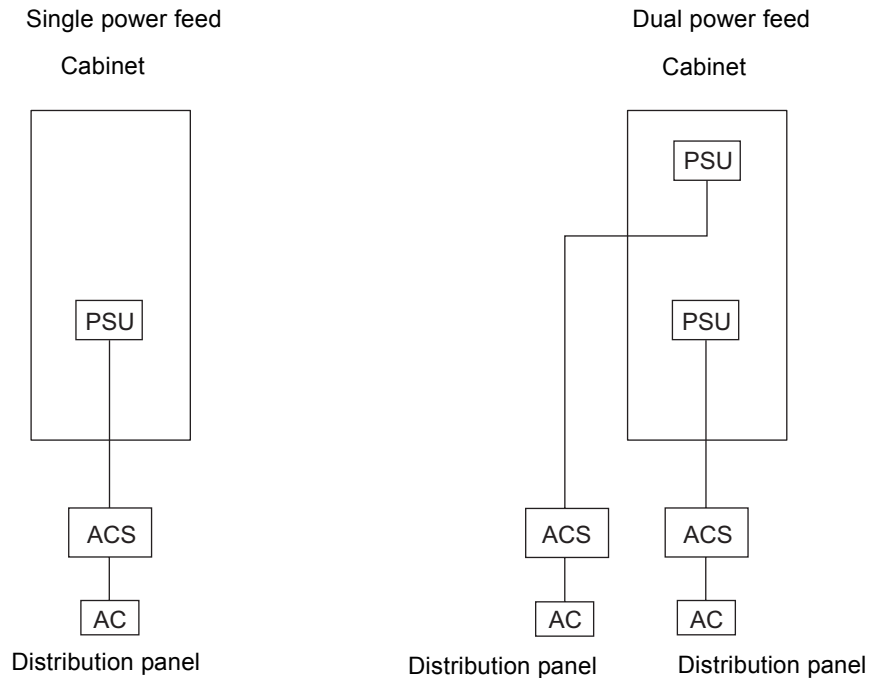 Single power feed
Cabinet
PSU
ACS
AC
Distribution panel
Dual power feed
Cabinet
PSU
PSU
ACS
ACS
AC
AC
Distribution panel
Distribution panel